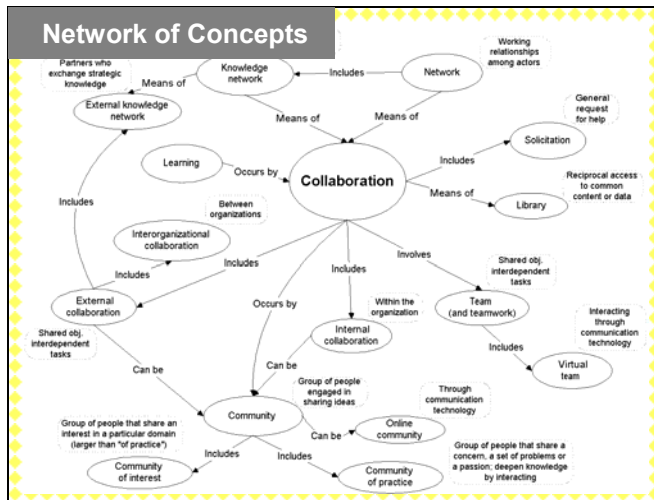 Network of Concepts
Partners who
exchange strategic
knowledge
Means of
Knowledge
network
Includes
Network
Working
relationships
among actors
External knowledge
network
Means of
Means of
General
request
for help
Solicitation
Learning
Occurs by
Collaboration
Includes
Means of
Reciprocal access
to common
content or data
Library
Includes
Between
organizations
Interorganizational
collaboration
Includes
Includes
Includes
Involves
Shared obj.
interdependent
tasks
External
collaboration
Occurs by
Within the
organization
Team
(and teamwork)
Interacting
through
communication
technology
Shared obj.
interdependent
tasks
Internal
collaboration
Includes
Virtual
team
Can be
Can be
Group of people
engaged in
sharing ideas
Through
communication
technology
Community
Can be
Online
community
Group of people that share an
interest in a particular domain
(larger than "of practice")
Includes
Includes
Group of people that share a
concern, a set of problems or
a passion; deepen knowledge
by interacting
Community
of interest
Community
of practice